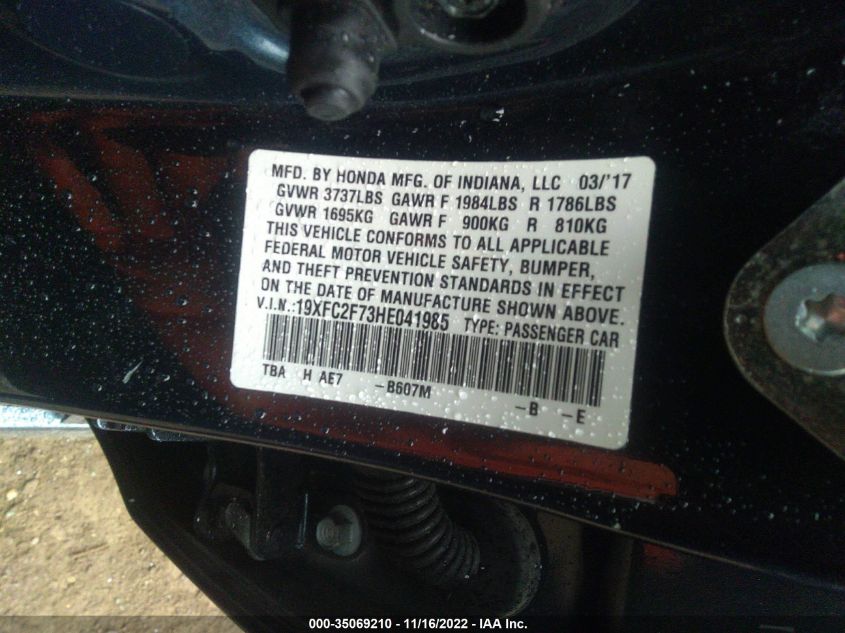 MFD. BY HONDA MFG. OF INDIANA, LLC 03/'17
GVWR 3737LBS GAWR F 1984LBS R 1786LBS
GVWR 1695KG GAWR F 900KG R 810KG
THIS VEHICLE CONFORMS TO ALL APPLICABLE
FEDERAL MOTOR VEHICLE SAFETY, BUMPER,
AND THEFT PREVENTION STANDARDS IN EFFECT
ON THE DATE OF MANUFACTURE SHOWN ABOVE.
V.I.N.:19XFC2F73HE041985 TYPE: PASSENGER CAR
TBA H AE7 -B607M -B -E
000-35069210 - 11/16/2022 - IAA Inc.